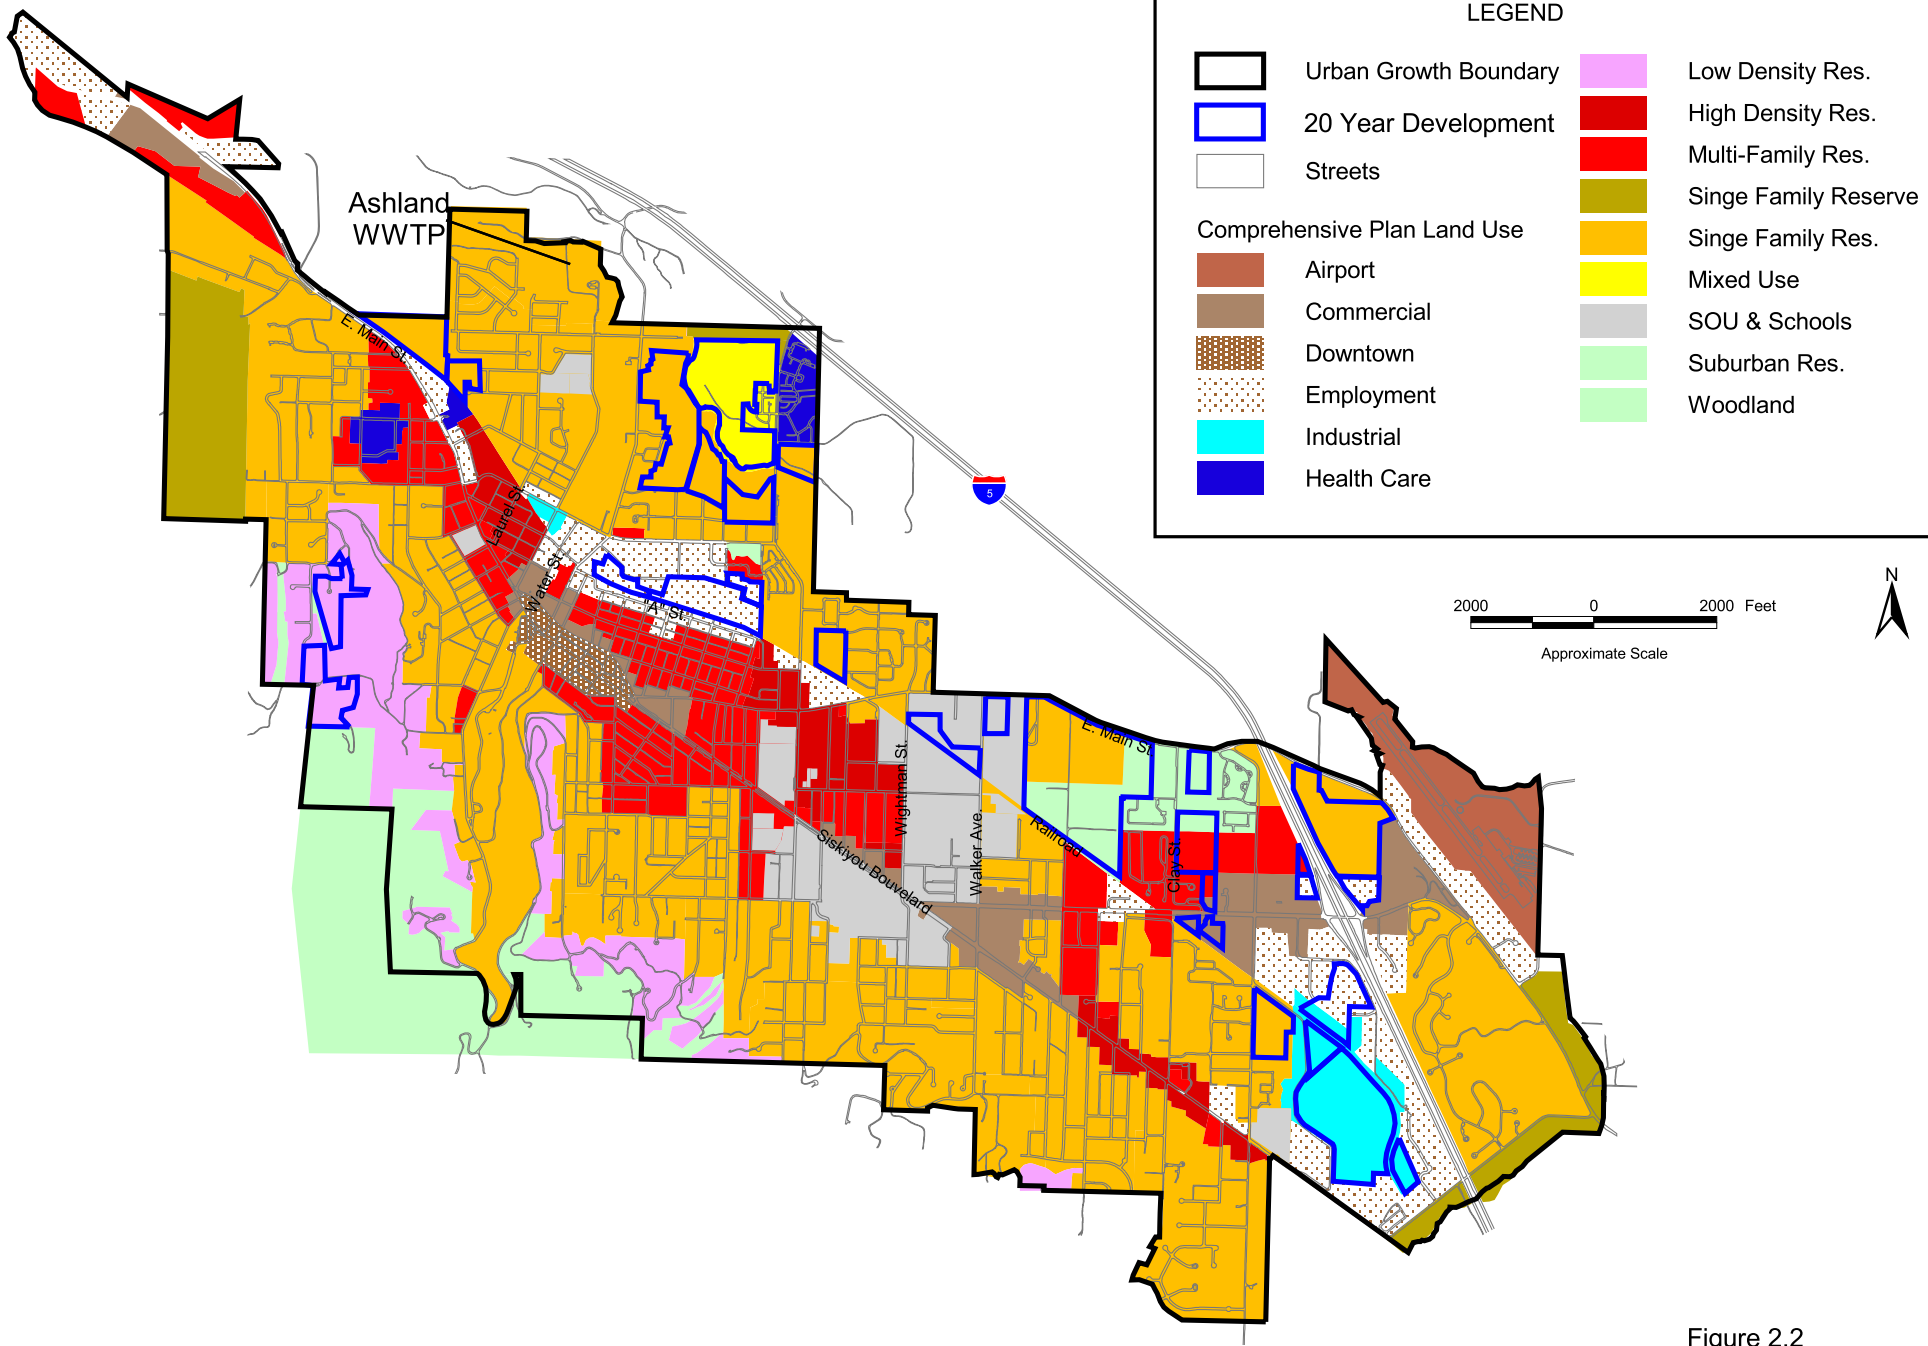 LEGEND
Urban Growth Boundary
20 Year Development
Streets
Comprehensive Plan Land Use
Airport
Commercial
Downtown
Employment
Industrial
Health Care
Low Density Res.
High Density Res.
Multi-Family Res.
Singe Family Reserve
Singe Family Res.
Mixed Use
SOU & Schools
Suburban Res.
Woodland
Ashland
WWTP
E. Main St.
5
Laurel St.
Water St.
"A" St.
N
2000 0 2000 Feet
Approximate Scale
E. Main St
Wightman St.
Walker Ave.
Railroad
Clay St.
Siskiyou Bouvelard
Figure 2.2